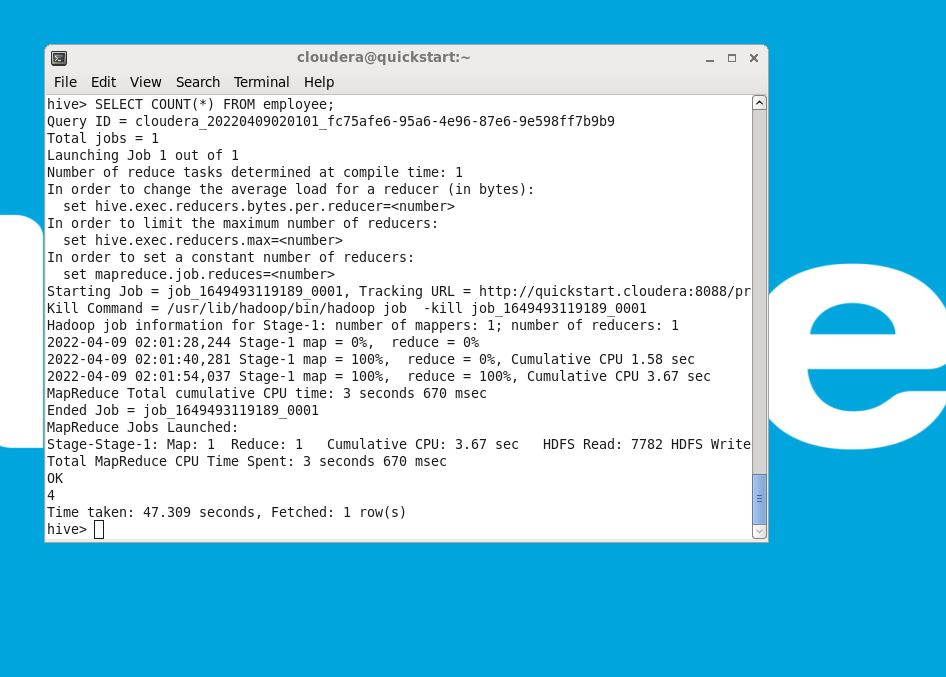 cloudera@quickstart:~
File Edit View Search Terminal Help
hive> SELECT COUNT(*) FROM employee;
Query ID = cloudera_20220409020101_fc75afe6-95a6-4e96-87e6-9e598ff7b9b9
Total jobs = 1
Launching Job 1 out of 1
Number of reduce tasks determined at compile time: 1
In order to change the average load for a reducer (in bytes):
  set hive.exec.reducers.bytes.per.reducer=<number>
In order to limit the maximum number of reducers:
  set hive.exec.reducers.max=<number>
In order to set a constant number of reducers:
  set mapreduce.job.reduces=<number>
Starting Job = job_1649493119189_0001, Tracking URL = http://quickstart.cloudera:8088/pr
Kill Command = /usr/lib/hadoop/bin/hadoop job  -kill job_1649493119189_0001
Hadoop job information for Stage-1: number of mappers: 1; number of reducers: 1
2022-04-09 02:01:28,244 Stage-1 map = 0%,  reduce = 0%
2022-04-09 02:01:40,281 Stage-1 map = 100%,  reduce = 0%, Cumulative CPU 1.58 sec
2022-04-09 02:01:54,037 Stage-1 map = 100%,  reduce = 100%, Cumulative CPU 3.67 sec
MapReduce Total cumulative CPU time: 3 seconds 670 msec
Ended Job = job_1649493119189_0001
MapReduce Jobs Launched:
Stage-Stage-1: Map: 1  Reduce: 1   Cumulative CPU: 3.67 sec   HDFS Read: 7782 HDFS Write
Total MapReduce CPU Time Spent: 3 seconds 670 msec
OK
4
Time taken: 47.309 seconds, Fetched: 1 row(s)
hive>
e